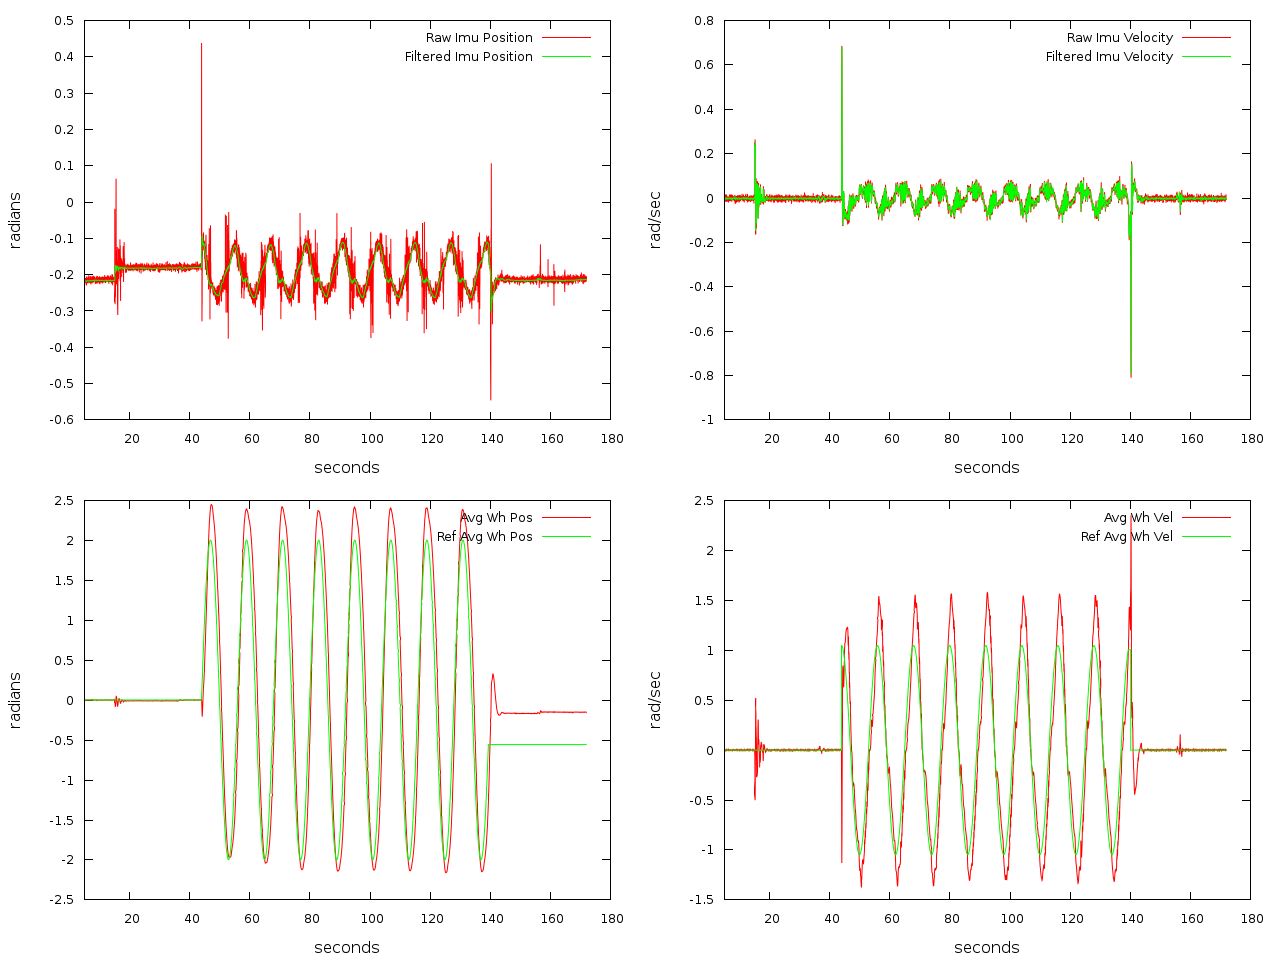 0.5
0.4
0.3
0.2
0.1
0
-0.1
-0.2
-0.3
-0.4
-0.5
-0.6
radians
Raw Imu Position
Filtered Imu Position
20 40 60 80 100 120 140 160 180
seconds
0.8
0.6
0.4
0.2
0
-0.2
-0.4
-0.6
-0.8
-1
rad/sec
Raw Imu Velocity
Filtered Imu Velocity
20 40 60 80 100 120 140 160 180
seconds
2.5
2
1.5
1
0.5
0
-0.5
-1
-1.5
-2
-2.5
radians
Avg Wh Pos
Ref Avg Wh Pos
20 40 60 80 100 120 140 160 180
seconds
2.5
2
1.5
1
0.5
0
-0.5
-1
-1.5
rad/sec
Avg Wh Vel
Ref Avg Wh Vel
20 40 60 80 100 120 140 160 180
seconds